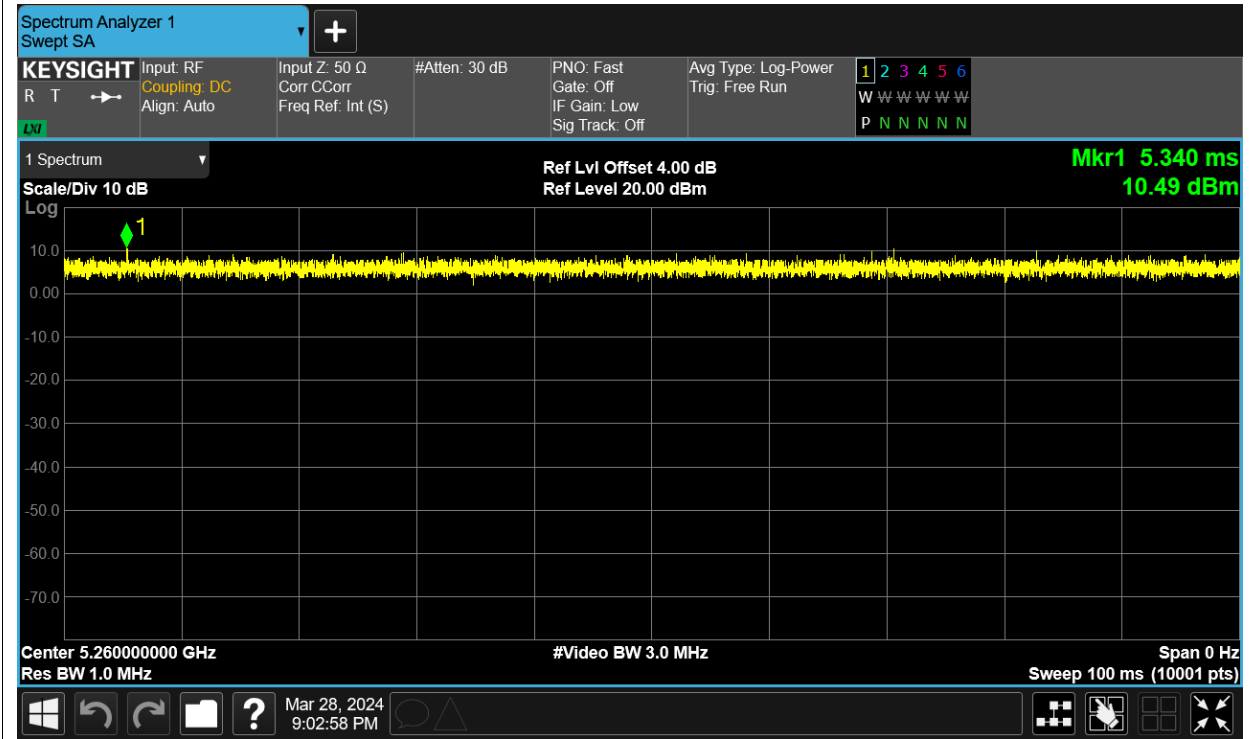 Spectrum Analyzer 1
Swept SA
KEYSIGHT
R T
LXI
Input: RF
Coupling: DC
Align: Auto
Input Z: 50 Ω
Corr CCorr
Freq Ref: Int (S)
#Atten: 30 dB
PNO: Fast
Gate: Off
IF Gain: Low
Sig Track: Off
Avg Type: Log-Power
Trig: Free Run
1 2 3 4 5 6
W W W W W W
P N N N N N
1 Spectrum
Scale/Div 10 dB
Ref Lvl Offset 4.00 dB
Ref Level 20.00 dBm
Mkr1 5.340 ms
10.49 dBm
Log
1
10.0
0.00
-10.0
-20.0
-30.0
-40.0
-50.0
-60.0
-70.0
Center 5.260000000 GHz
Res BW 1.0 MHz
#Video BW 3.0 MHz
Span 0 Hz
Sweep 100 ms (10001 pts)
?
Mar 28, 2024
9:02:58 PM